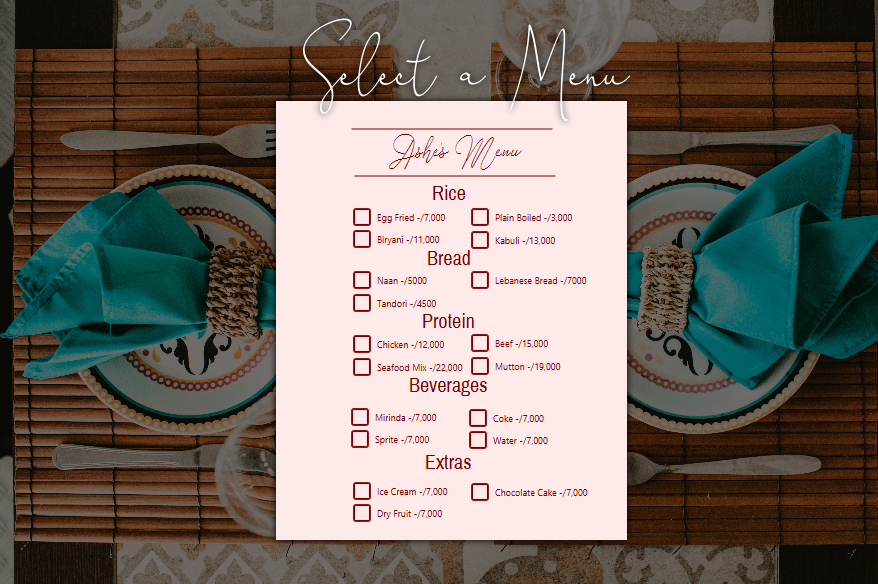 Select a Menu
Ashe's Menu
Rice
Egg Fried -/7,000 Plain Boiled -/3,000
Biryani -/11,000 Kabuli -/13,000
Bread
Naan -/5000 Lebanese Bread -/7000
Tandori -/4500
Protein
Chicken -/12,000 Beef -/15,000
Seafood Mix -/22,000 Mutton -/19,000
Beverages
Mirinda -/7,000 Coke -/7,000
Sprite -/7,000 Water -/7,000
Extras
Ice Cream -/7,000 Chocolate Cake -/7,000
Dry Fruit -/7,000